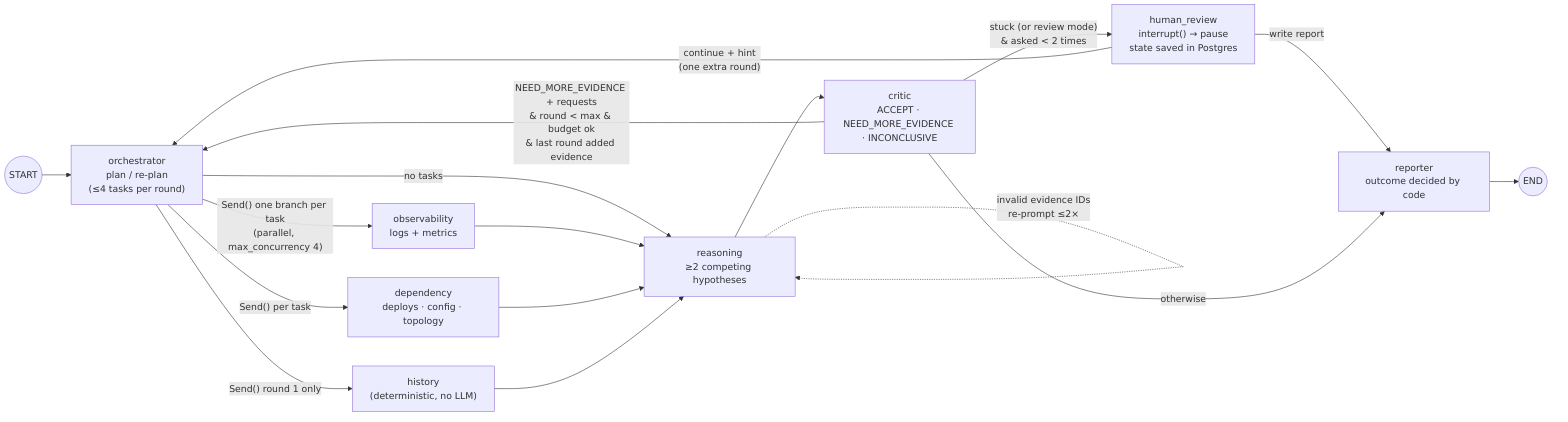 START
orchestrator
plan / re-plan
(≤4 tasks per round)
continue + hint
(one extra round)
NEED_MORE_EVIDENCE
+ requests
& round < max &
budget ok
& last round added
evidence
no tasks
Send() one branch per
task
(parallel,
max_concurrency 4)
Send() per task
Send() round 1 only
observability
logs + metrics
dependency
deploys · config ·
topology
history
(deterministic, no LLM)
reasoning
≥2 competing
hypotheses
critic
ACCEPT ·
NEED_MORE_EVIDENCE
· INCONCLUSIVE
stuck (or review mode)
& asked < 2 times
invalid evidence IDs
re-prompt ≤2×
human_review
interrupt() → pause
state saved in Postgres
write report
otherwise
reporter
outcome decided by
code
END